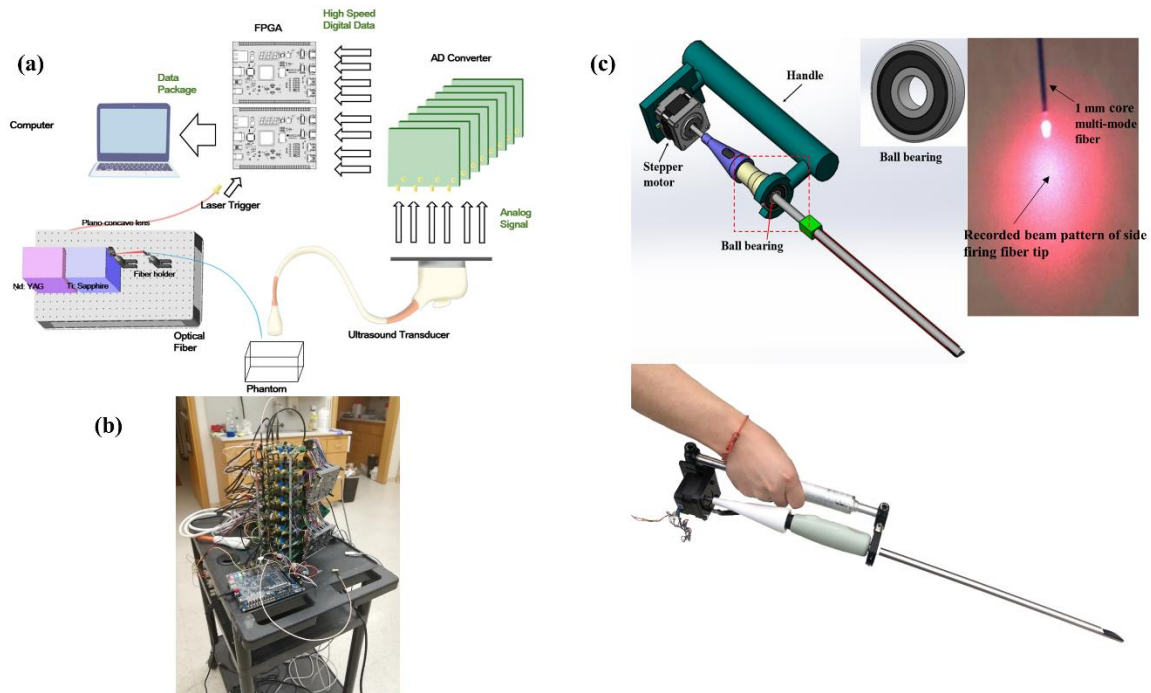 (a)
FPGA
High Speed
Digital Data
AD Converter
Data
Package
Computer
Laser Trigger
Plano-concave lens
Fiber holder
Nd: YAG
Ti: Sapphire
Optical
Fiber
Analog
Signal
Ultrasound Transducer
Phantom
(b)
(c)
Handle
Stepper
motor
Ball bearing
Ball bearing
1 mm core
multi-mode
fiber
Recorded beam pattern of side
firing fiber tip